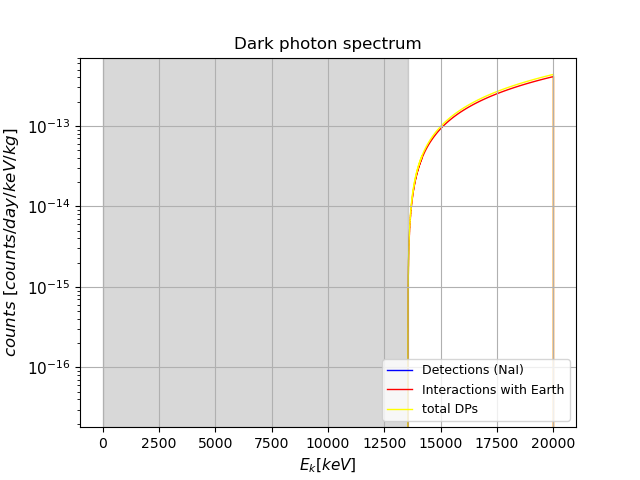 Dark photon spectrum
counts [counts/day/keV/kg]
10⁻¹³
10⁻¹⁴
10⁻¹⁵
10⁻¹⁶
Detections (NaI)
Interactions with Earth
total DPs
0 2500 5000 7500 10000 12500 15000 17500 20000
Eₖ[keV]